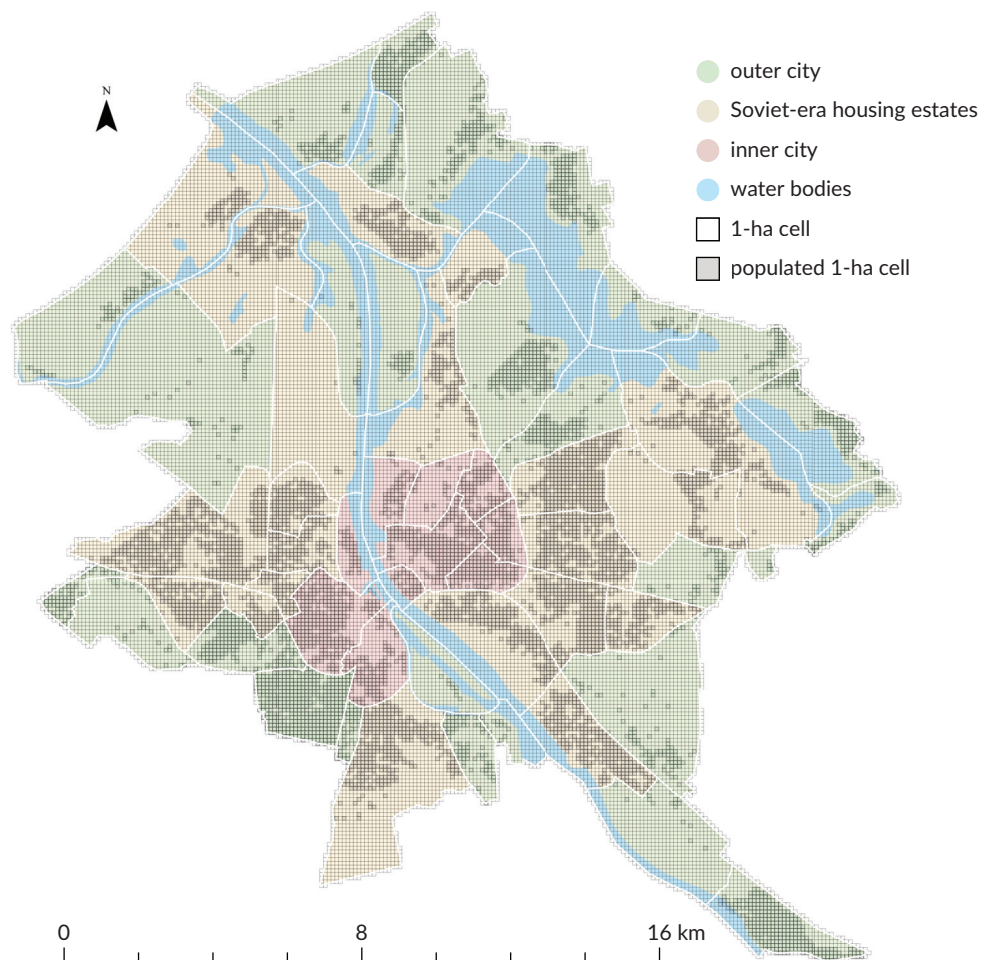 N
outer city
Soviet-era housing estates
inner city
water bodies
1-ha cell
populated 1-ha cell
0 8 16 km